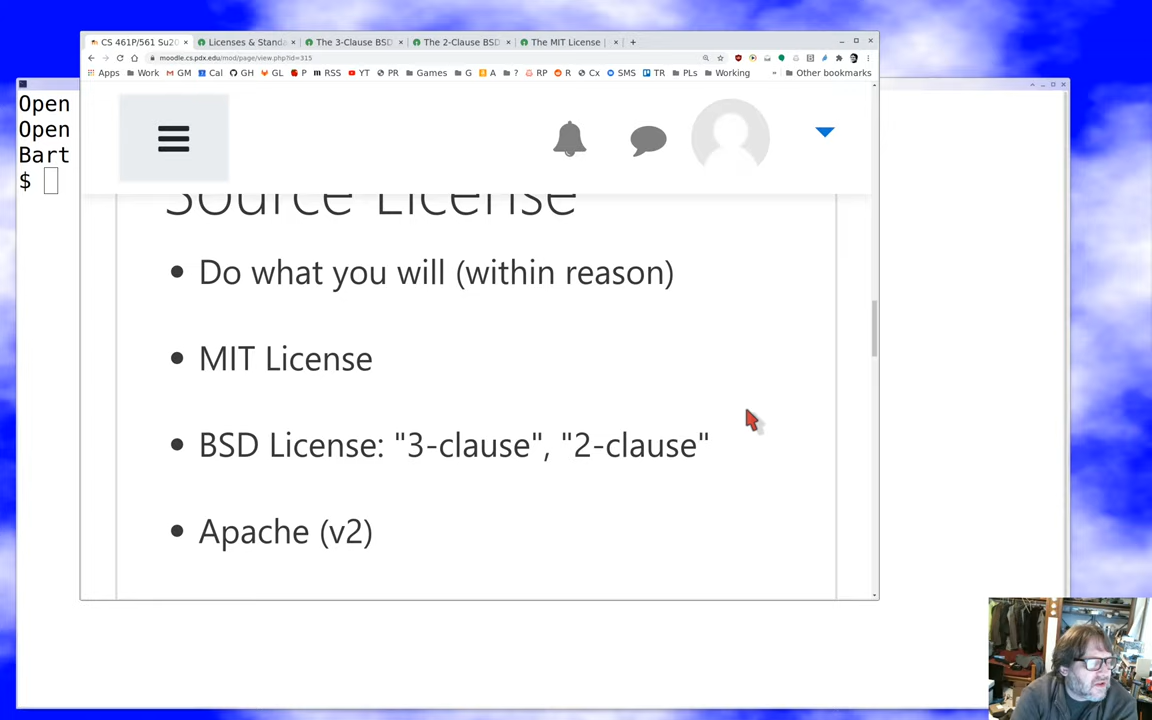 CS 461P/561 Su20
Licenses & Standa
The 3-Clause BSD
The 2-Clause BSD
The MIT License |
moodle.cs.pdx.edu/mod/page/view.php?id=315
Apps Work GM Cal GH GL P RSS YT PR Games G A ? RP R Cx SMS TR PLs Working » Other bookmarks
Open
Open
Bart
$
Source License
• Do what you will (within reason)
• MIT License
• BSD License: "3-clause", "2-clause"
• Apache (v2)